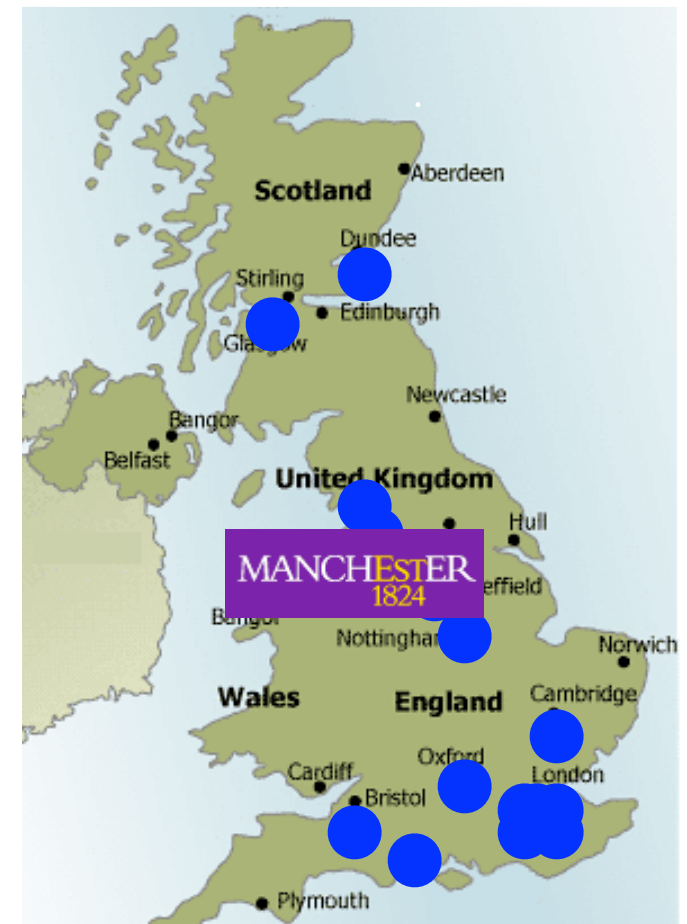 Aberdeen
Scotland
Dundee
Stirling
Edinburgh
Glasgow
Newcastle
Bangor
Belfast
United Kingdom
Hull
MANCHESTER
1824
effield
Bangor
Nottingham
Norwich
Cambridge
Wales
England
Oxford
London
Cardiff
Bristol
Plymouth